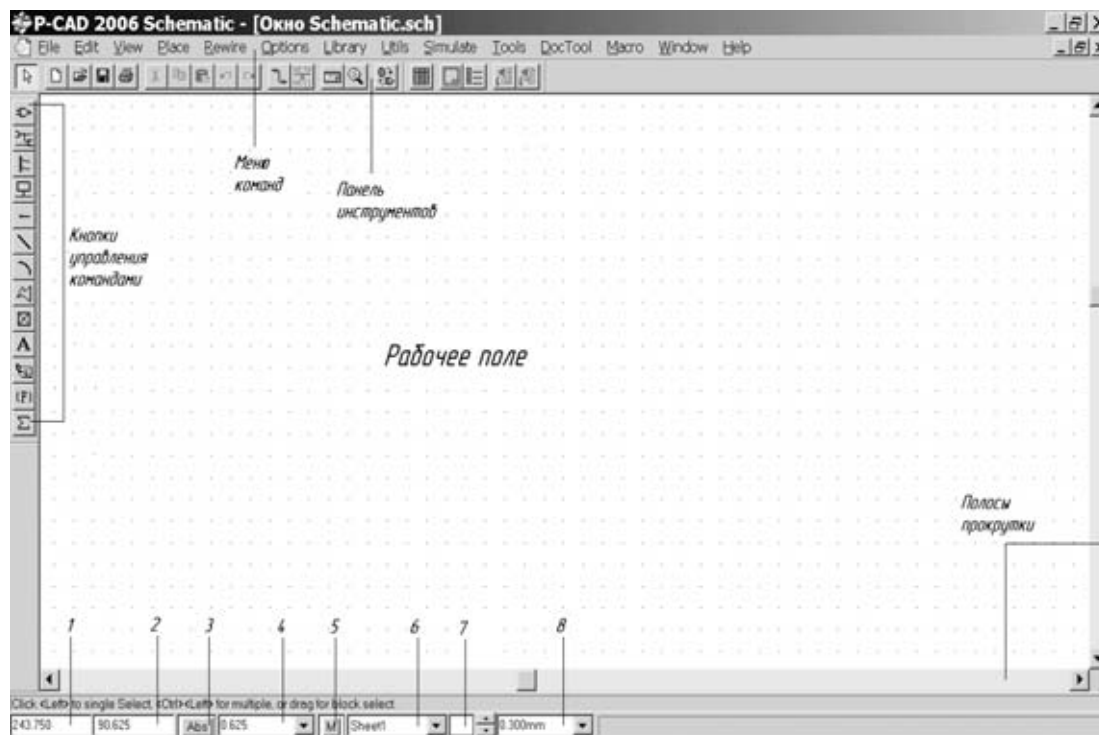 P-CAD 2006 Schematic - [Окно Schematic.sch]
File Edit View Place Rewire Options Library Utils Simulate Tools DocTool Macro Window Help
Меню
команд
Панель
инструментов
Кнопки
управления
командами
Рабочее поле
Полосы
прокрутки
1 2 3 4 5 6 7 8
Click <Left> to single Select, <Ctrl><Left> for multiple, or drag for block select
243.750 90.625 Abs 0.625 M Sheet1 0.300mm